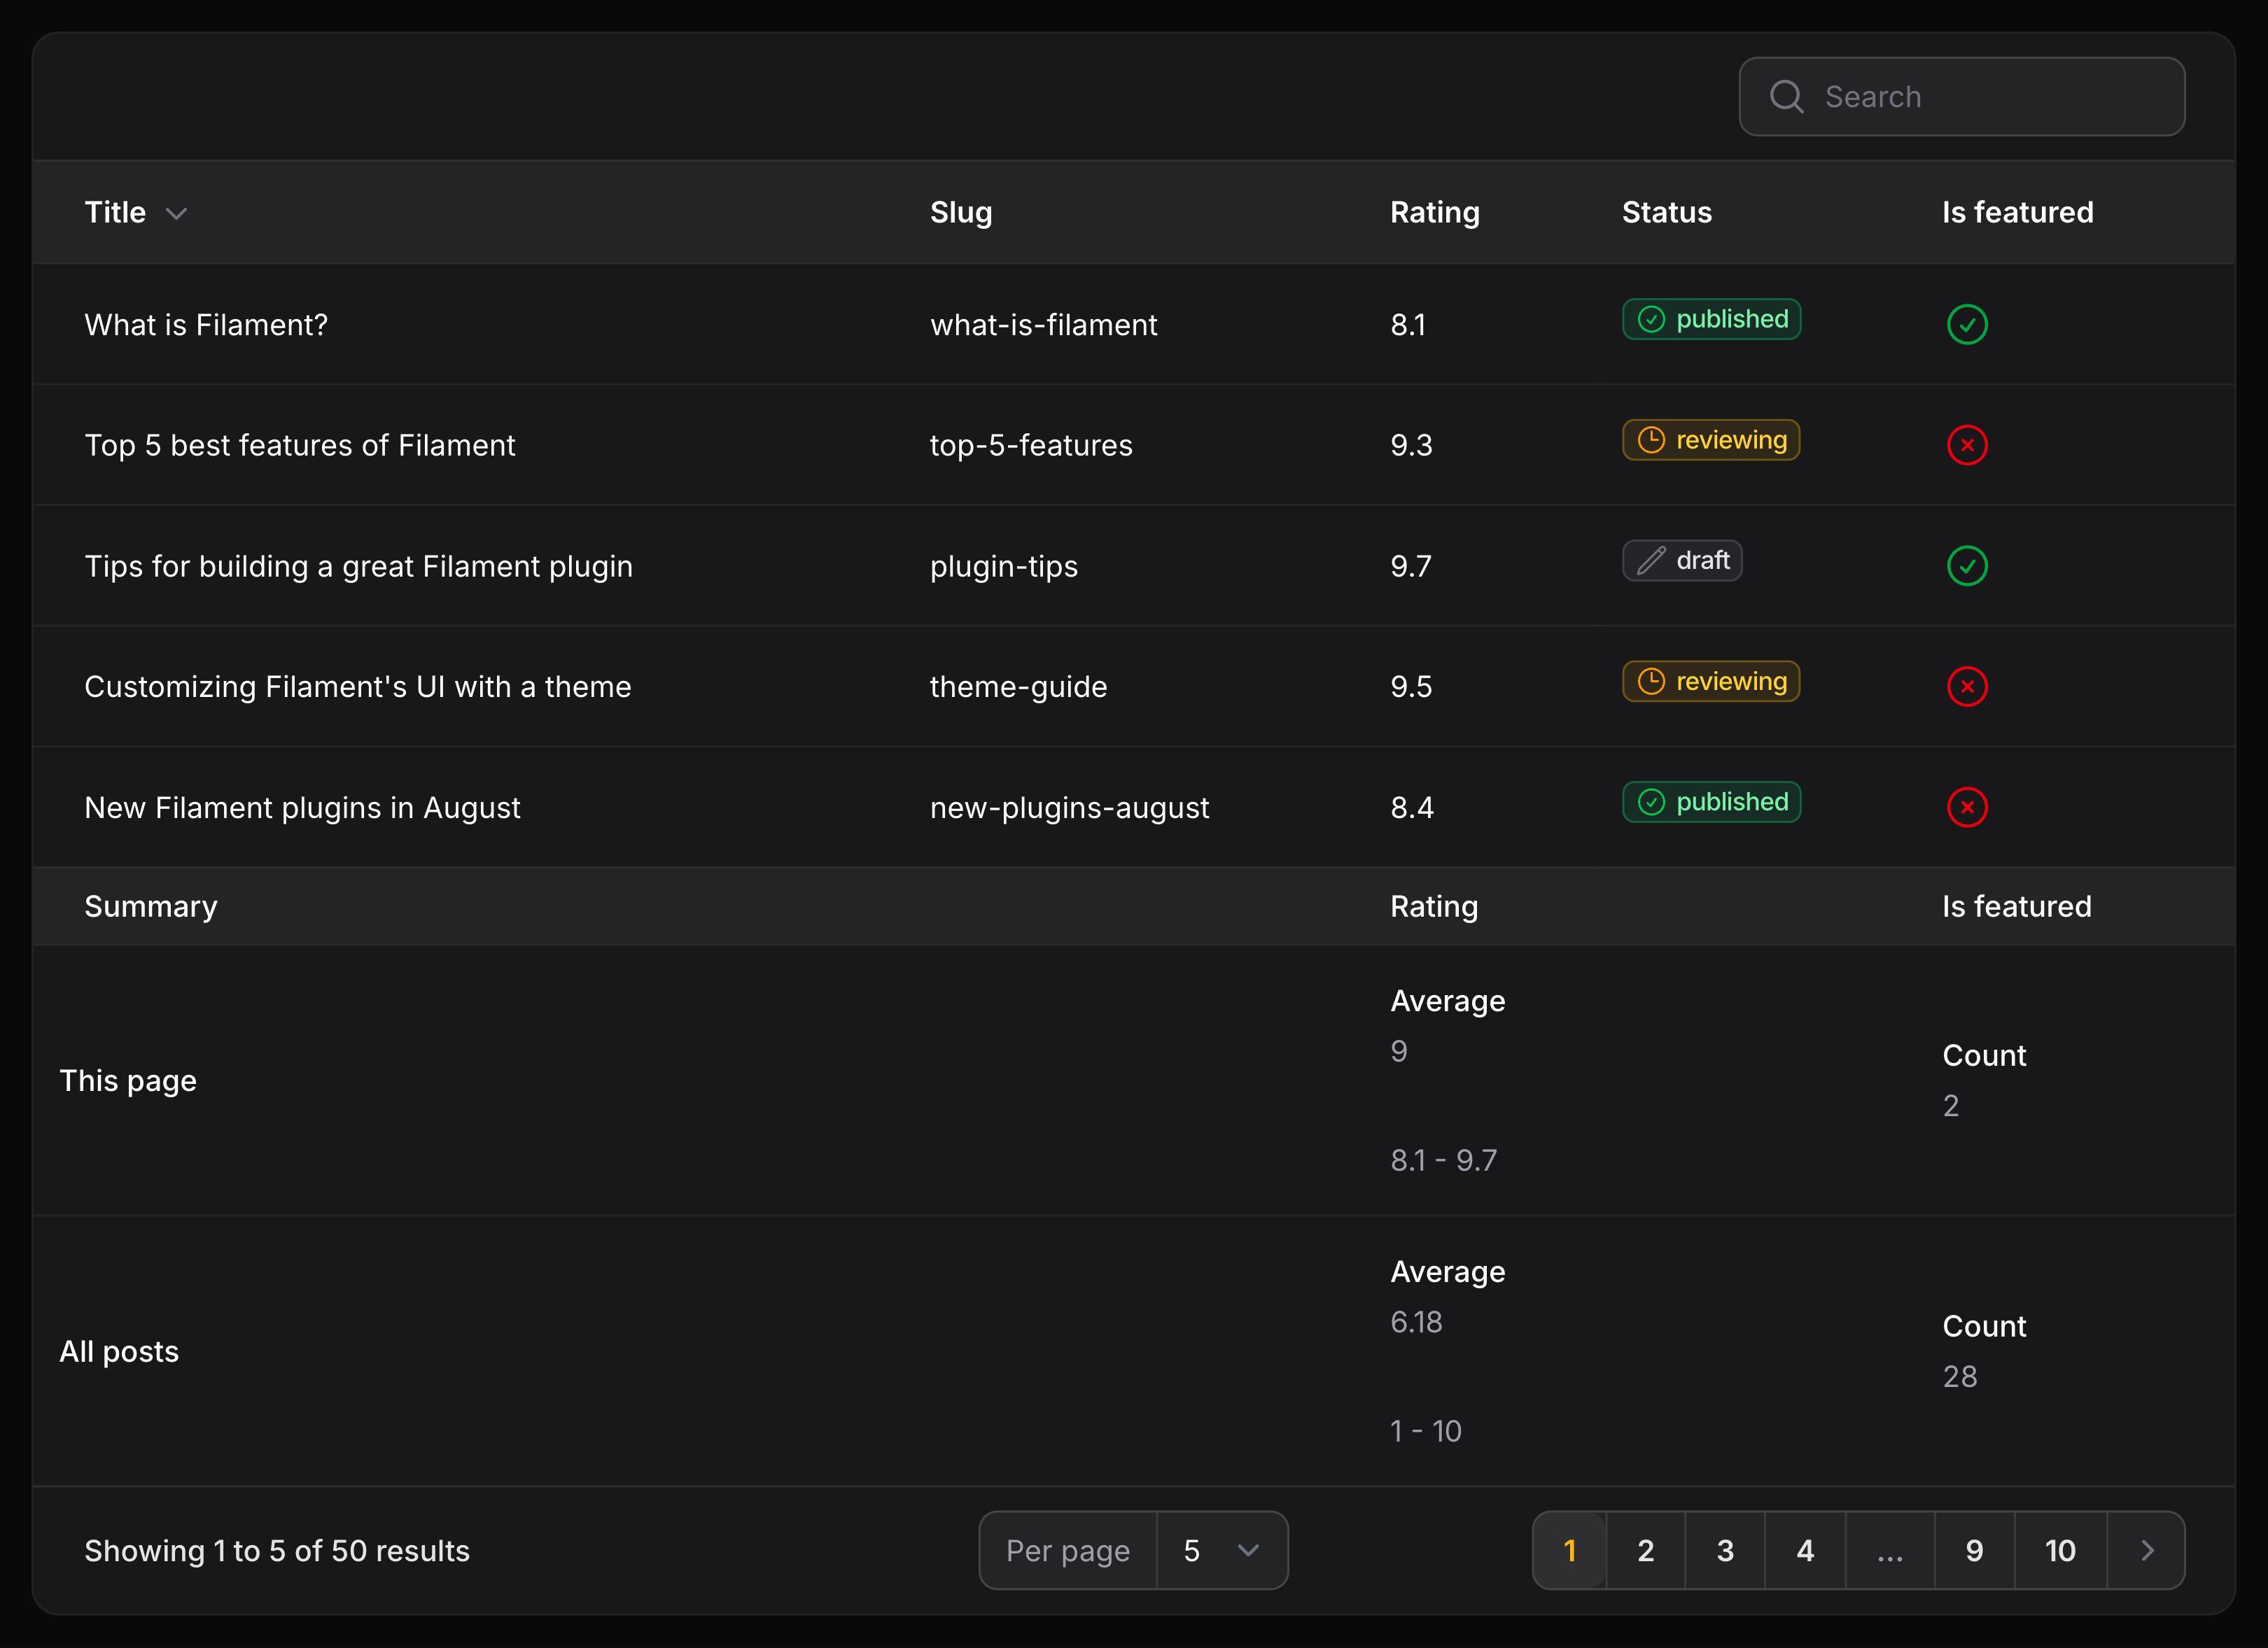 Search
Title Slug Rating Status Is featured
What is Filament? what-is-filament 8.1 published
Top 5 best features of Filament top-5-features 9.3 reviewing
Tips for building a great Filament plugin plugin-tips 9.7 draft
Customizing Filament's UI with a theme theme-guide 9.5 reviewing
New Filament plugins in August new-plugins-august 8.4 published
Summary Rating Is featured
Average
9
This page
Count
2
8.1 - 9.7
Average
6.18
All posts
Count
28
1 - 10
Showing 1 to 5 of 50 results Per page 5 1 2 3 4 ... 9 10